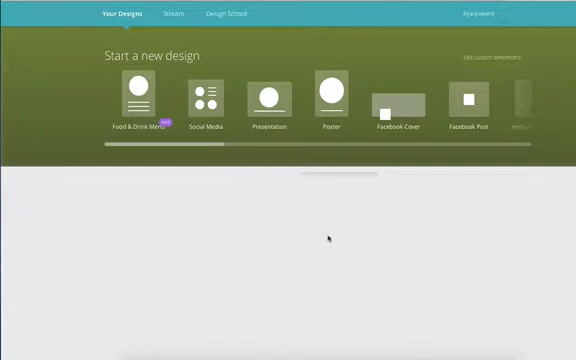 Your Designs Stream Design School
Start a new design
Use custom dimensions
Food & Drink Menu new Social Media Presentation Poster Facebook Cover Facebook Post